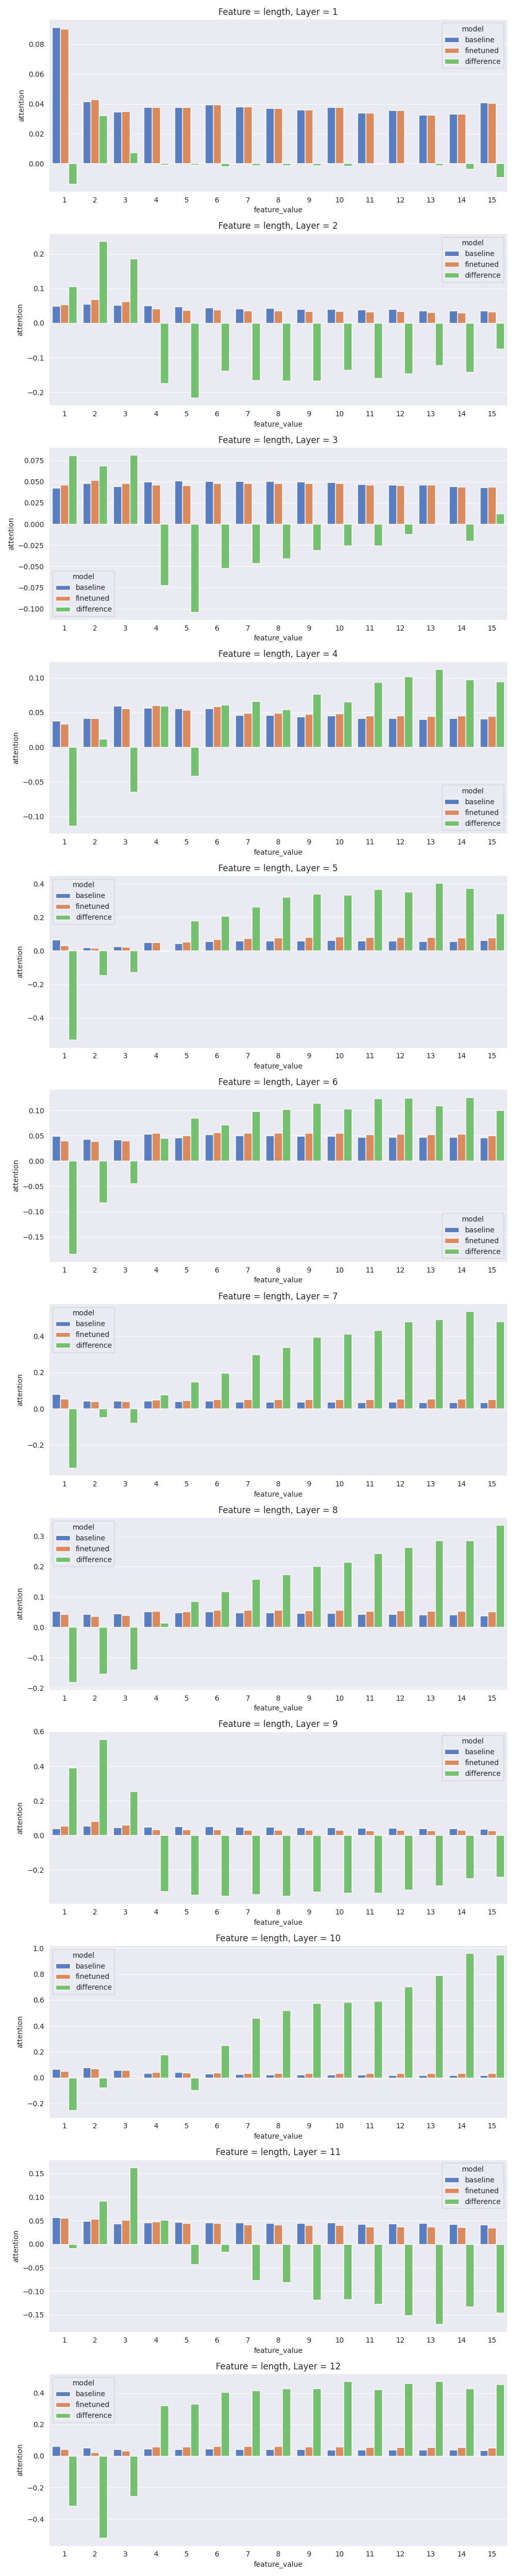 Feature = length, Layer = 1
model
baseline
finetuned
difference
0.08
0.06
0.04
0.02
0.00
attention
1 2 3 4 5 6 7 8 9 10 11 12 13 14 15
feature_value
Feature = length, Layer = 2
model
baseline
finetuned
difference
0.2
0.1
0.0
−0.1
−0.2
attention
1 2 3 4 5 6 7 8 9 10 11 12 13 14 15
feature_value
Feature = length, Layer = 3
0.075
0.050
0.025
0.000
−0.025
−0.050
−0.075
−0.100
attention
model
baseline
finetuned
difference
1 2 3 4 5 6 7 8 9 10 11 12 13 14 15
feature_value
Feature = length, Layer = 4
0.10
0.05
0.00
−0.05
−0.10
attention
model
baseline
finetuned
difference
1 2 3 4 5 6 7 8 9 10 11 12 13 14 15
feature_value
Feature = length, Layer = 5
model
baseline
finetuned
difference
0.4
0.2
0.0
−0.2
−0.4
attention
1 2 3 4 5 6 7 8 9 10 11 12 13 14 15
feature_value
Feature = length, Layer = 6
0.10
0.05
0.00
−0.05
−0.10
−0.15
attention
model
baseline
finetuned
difference
1 2 3 4 5 6 7 8 9 10 11 12 13 14 15
feature_value
Feature = length, Layer = 7
model
baseline
finetuned
difference
0.4
0.2
0.0
−0.2
attention
1 2 3 4 5 6 7 8 9 10 11 12 13 14 15
feature_value
Feature = length, Layer = 8
model
baseline
finetuned
difference
0.3
0.2
0.1
0.0
−0.1
−0.2
attention
1 2 3 4 5 6 7 8 9 10 11 12 13 14 15
feature_value
Feature = length, Layer = 9
model
baseline
finetuned
difference
0.6
0.4
0.2
0.0
−0.2
attention
1 2 3 4 5 6 7 8 9 10 11 12 13 14 15
feature_value
Feature = length, Layer = 10
model
baseline
finetuned
difference
1.0
0.8
0.6
0.4
0.2
0.0
−0.2
attention
1 2 3 4 5 6 7 8 9 10 11 12 13 14 15
feature_value
Feature = length, Layer = 11
model
baseline
finetuned
difference
0.15
0.10
0.05
0.00
−0.05
−0.10
−0.15
attention
1 2 3 4 5 6 7 8 9 10 11 12 13 14 15
feature_value
Feature = length, Layer = 12
model
baseline
finetuned
difference
0.4
0.2
0.0
−0.2
−0.4
attention
1 2 3 4 5 6 7 8 9 10 11 12 13 14 15
feature_value